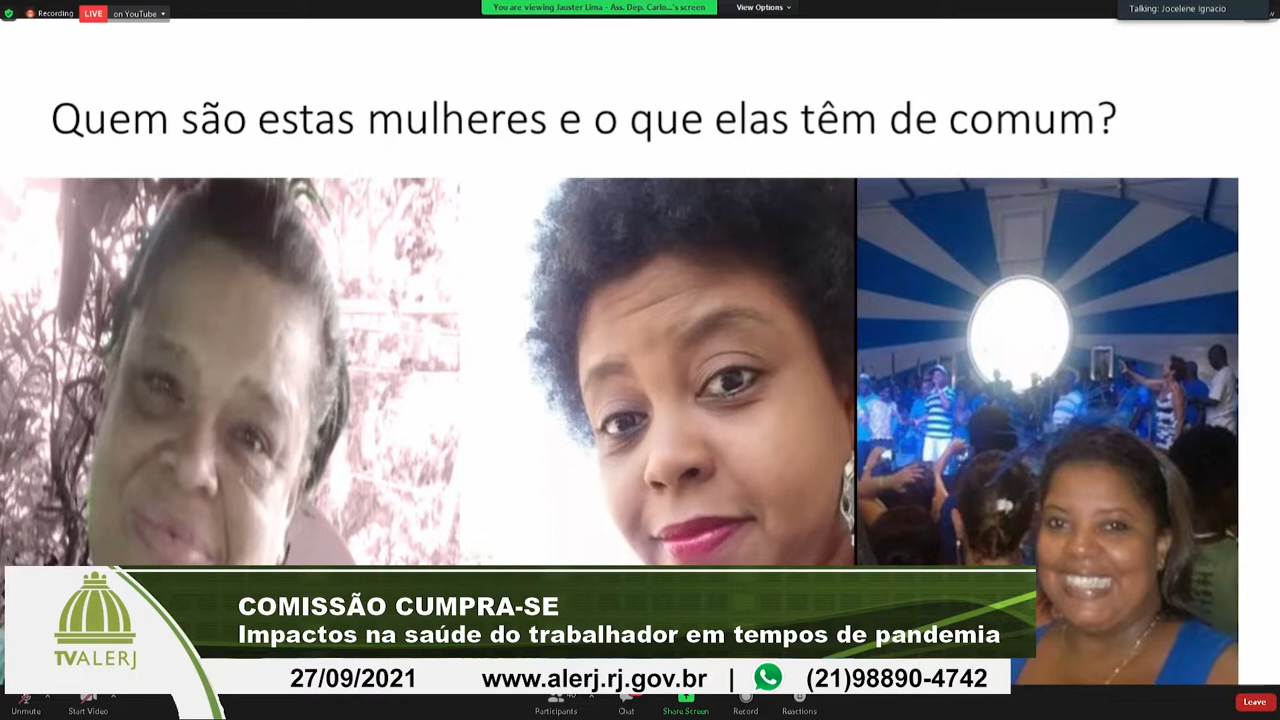 Recording
LIVE
on YouTube
You are viewing Jauster Lima - Ass. Dep. Carlo...'s screen
View Options
Talking: Jocelene Ignacio
Quem são estas mulheres e o que elas têm de comum?
COMISSÃO CUMPRA-SE
Impactos na saúde do trabalhador em tempos de pandemia
TVALERJ
27/09/2021
www.alerj.rj.gov.br | (21)98890-4742
Unmute
Start Video
Participants
Chat
Share Screen
Record
Reactions
Leave